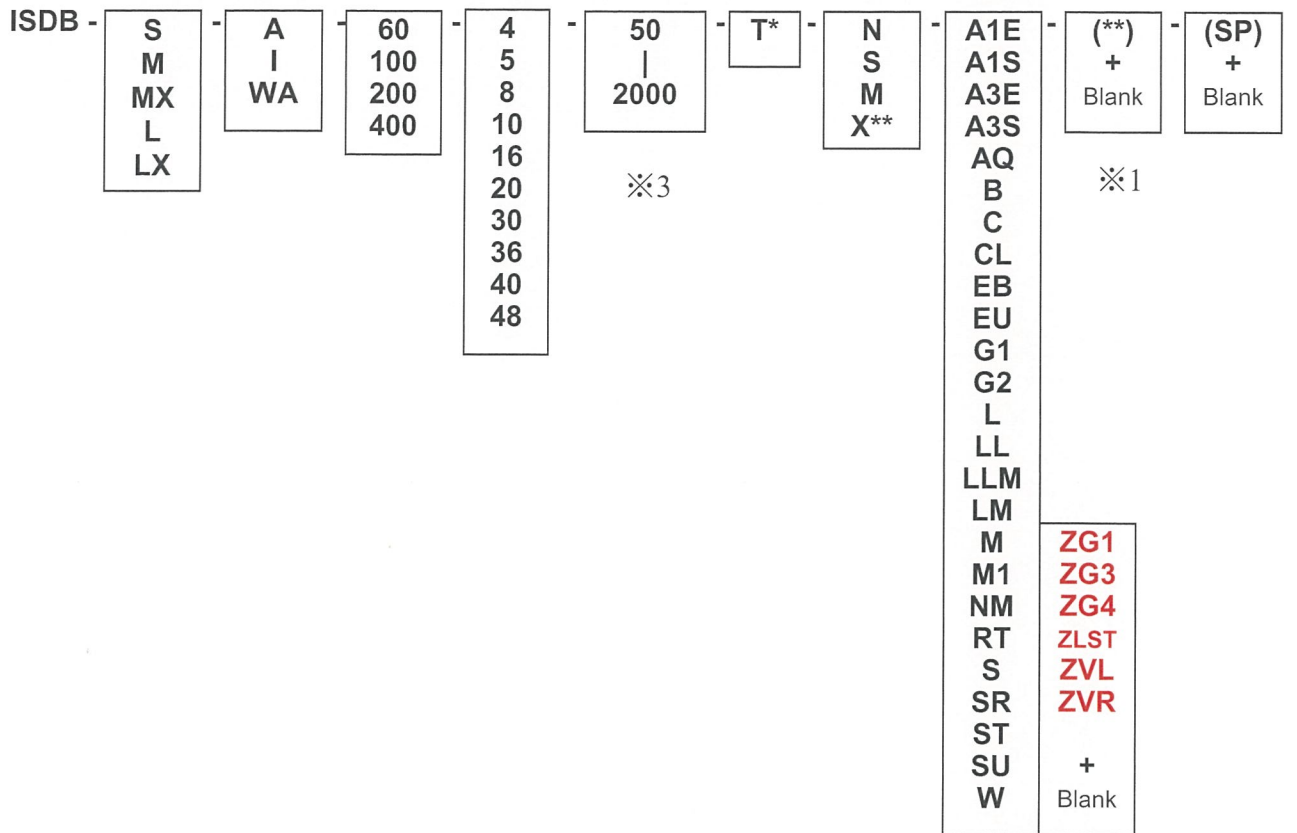 ISDB - S - A - 60 - 4 - 50 - T* - N - A1E - (**) - (SP)
M I 100 5 | S A1S + +
MX WA 200 8 2000 M A3E Blank Blank
L 400 10 X** A3S
LX 16 AQ
20 ※3 B ※1
30 C
36 CL
40 EB
48 EU
G1
G2
L
LL
LLM
LM
M ZG1
M1 ZG3
NM ZG4
RT ZLST
S ZVL
SR ZVR
ST
SU +
W Blank